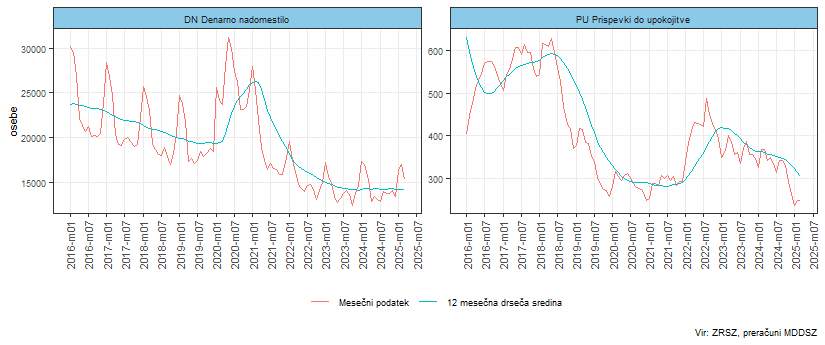 DN Denarno nadomestilo
osebe
30000
25000
20000
15000
2016-m01
2016-m07
2017-m01
2017-m07
2018-m01
2018-m07
2019-m01
2019-m07
2020-m01
2020-m07
2021-m01
2021-m07
2022-m01
2022-m07
2023-m01
2023-m07
2024-m01
2024-m07
2025-m01
2025-m07
PU Prispevki do upokojitve
600
500
400
300
2016-m01
2016-m07
2017-m01
2017-m07
2018-m01
2018-m07
2019-m01
2019-m07
2020-m01
2020-m07
2021-m01
2021-m07
2022-m01
2022-m07
2023-m01
2023-m07
2024-m01
2024-m07
2025-m01
2025-m07
Mesečni podatek
12 mesečna drseča sredina
Vir: ZRSZ, preračuni MDDSZ